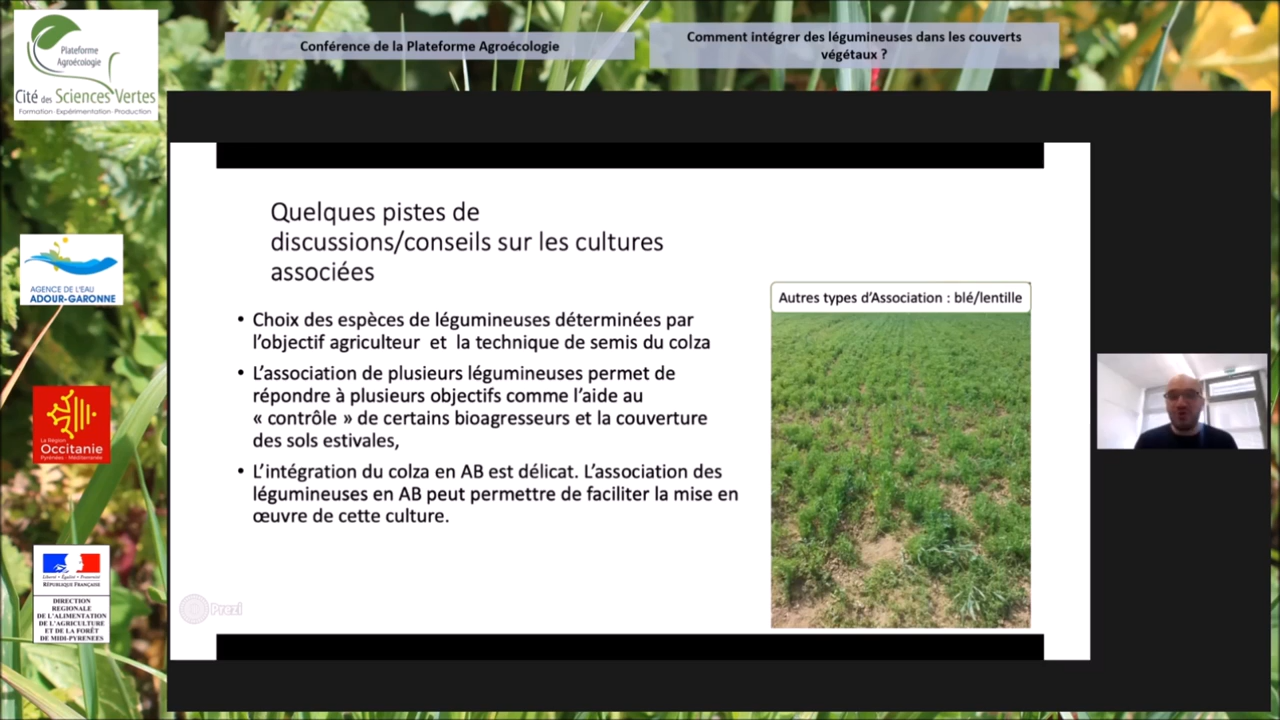 Plateforme
Agroécologie
Cité des Sciences Vertes
Formation · Expérimentation · Production
Conférence de la Plateforme Agroécologie
Comment intégrer des légumineuses dans les couverts
végétaux ?
AGENCE DE L'EAU
ADOUR-GARONNE
La Région
Occitanie
Pyrénées - Méditerranée
Liberté • Égalité • Fraternité
RÉPUBLIQUE FRANÇAISE
DIRECTION
REGIONALE
DE L'ALIMENTATION
DE L'AGRICULTURE
ET DE LA FORÊT
DE MIDI-PYRENEES
Quelques pistes de
discussions/conseils sur les cultures
associées
• Choix des espèces de légumineuses déterminées par
l'objectif agriculteur et la technique de semis du colza
• L'association de plusieurs légumineuses permet de
répondre à plusieurs objectifs comme l'aide au
« contrôle » de certains bioagresseurs et la couverture
des sols estivales,
• L'intégration du colza en AB est délicat. L'association des
légumineuses en AB peut permettre de faciliter la mise en
œuvre de cette culture.
Autres types d'Association : blé/lentille
Prezi